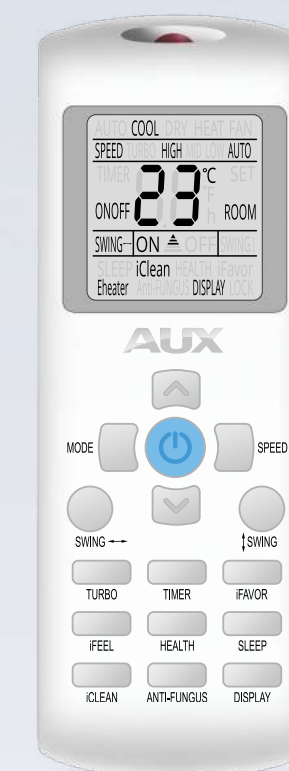 AUTO COOL DRY HEAT FAN
SPEED TURBO HIGH MID LOW AUTO
TIMER 23 °C SET
F
ONOFF h ROOM
SWING ON OFF SWING
SLEEP iClean HEALTH iFavor
Eheater Anti-FUNGUS DISPLAY LOCK
AUX
MODE SPEED
SWING SWING
TURBO TIMER iFAVOR
iFEEL HEALTH SLEEP
iCLEAN ANTI-FUNGUS DISPLAY